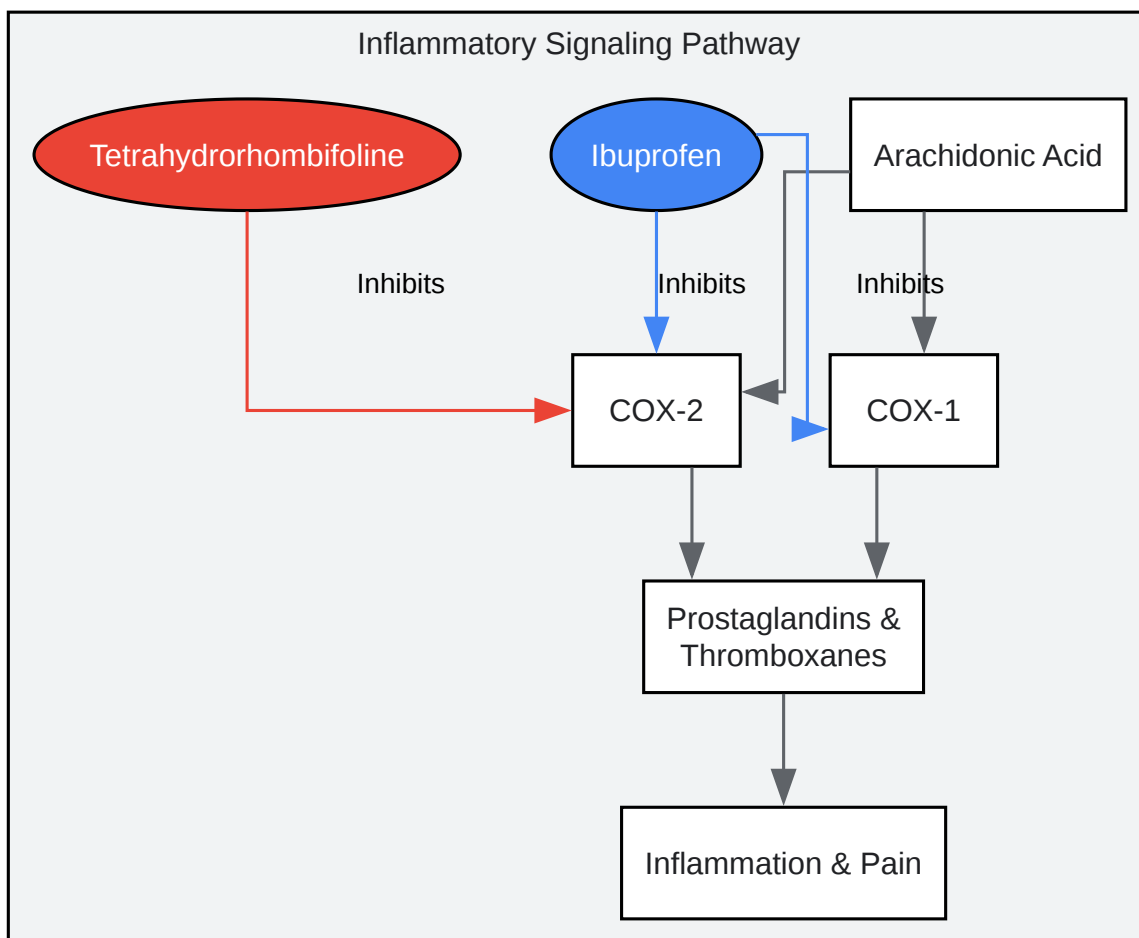 Inflammatory Signaling Pathway
Tetrahydrorhombifoline
Ibuprofen
Arachidonic Acid
Inhibits
Inhibits
Inhibits
COX-2
COX-1
Prostaglandins &
Thromboxanes
Inflammation & Pain